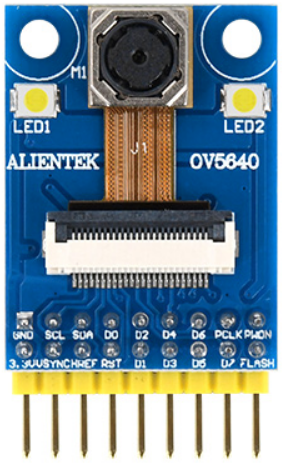 M1
LED1 LED2
J1
ALIENTEK OV5640
GND SCL SDA D0 D2 D4 D6 PCLK PWDN
3.3V VSYNC HREF RST D1 D3 D5 D7 FLASH